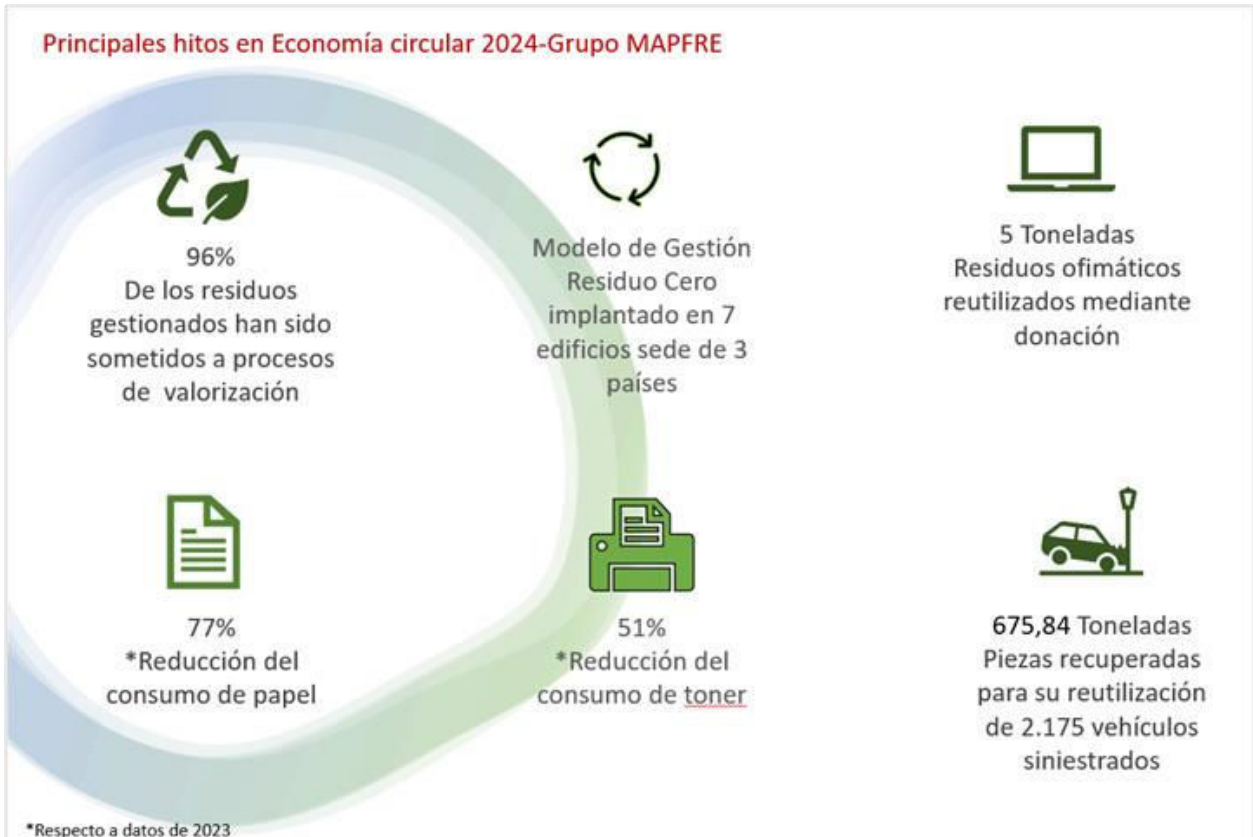 Principales hitos en Economía circular 2024-Grupo MAPFRE
96%
De los residuos
gestionados han sido
sometidos a procesos
de valorización
Modelo de Gestión
Residuo Cero
implantado en 7
edificios sede de 3
países
5 Toneladas
Residuos ofimáticos
reutilizados mediante
donación
77%
*Reducción del
consumo de papel
51%
*Reducción del
consumo de toner
675,84 Toneladas
Piezas recuperadas
para su reutilización
de 2.175 vehículos
siniestrados
*Respecto a datos de 2023